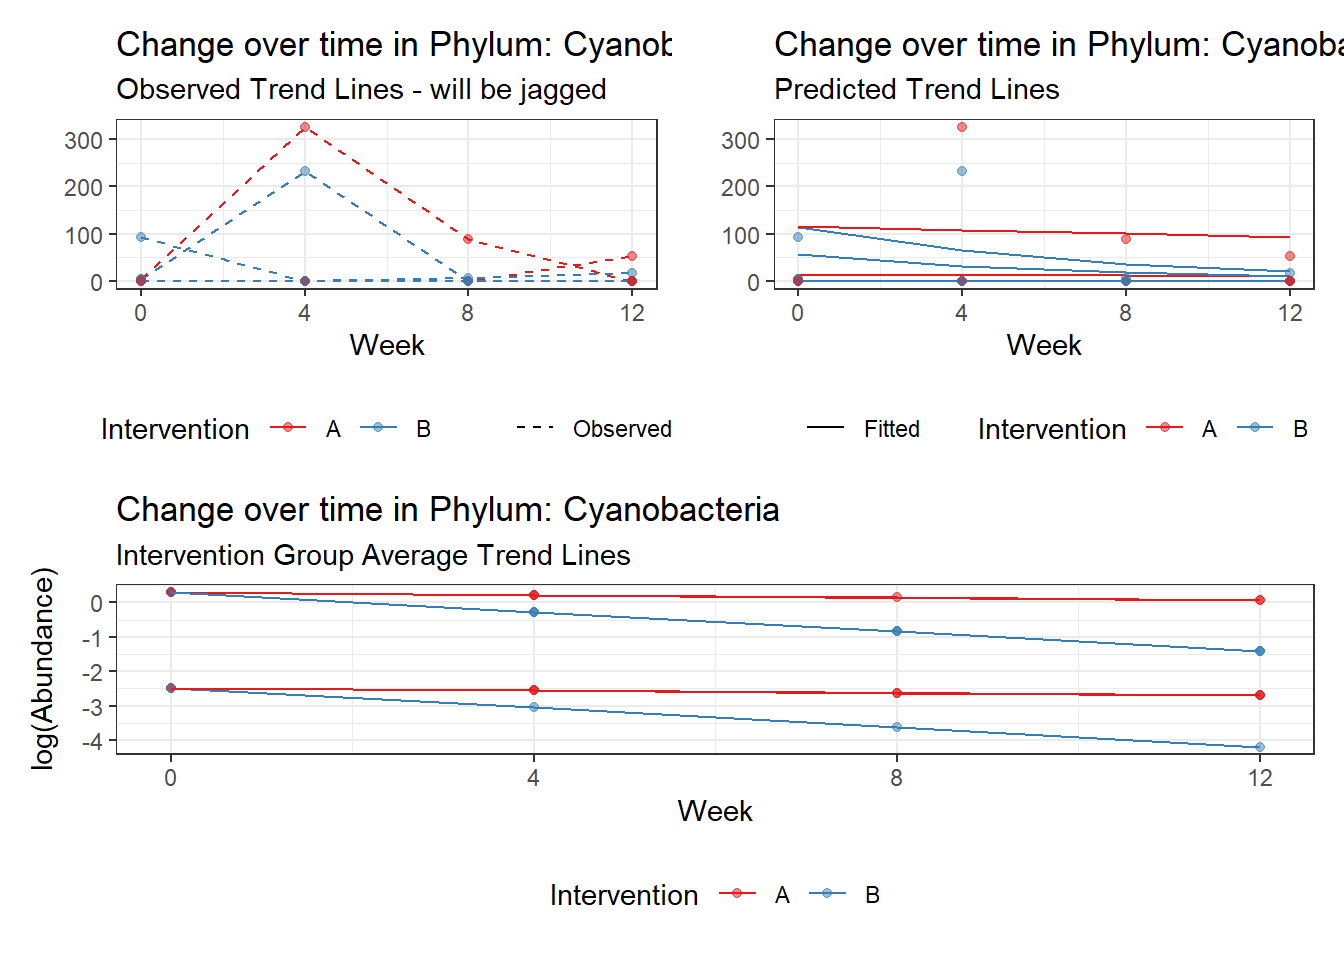 Change over time in Phylum: Cyanob
Observed Trend Lines - will be jagged
300
200
100
0
0 4 8 12
Week
Intervention A B Observed
Change over time in Phylum: Cyanoba
Predicted Trend Lines
300
200
100
0
0 4 8 12
Week
Fitted Intervention A B
Change over time in Phylum: Cyanobacteria
Intervention Group Average Trend Lines
log(Abundance)
0
-1
-2
-3
-4
0 4 8 12
Week
Intervention A B